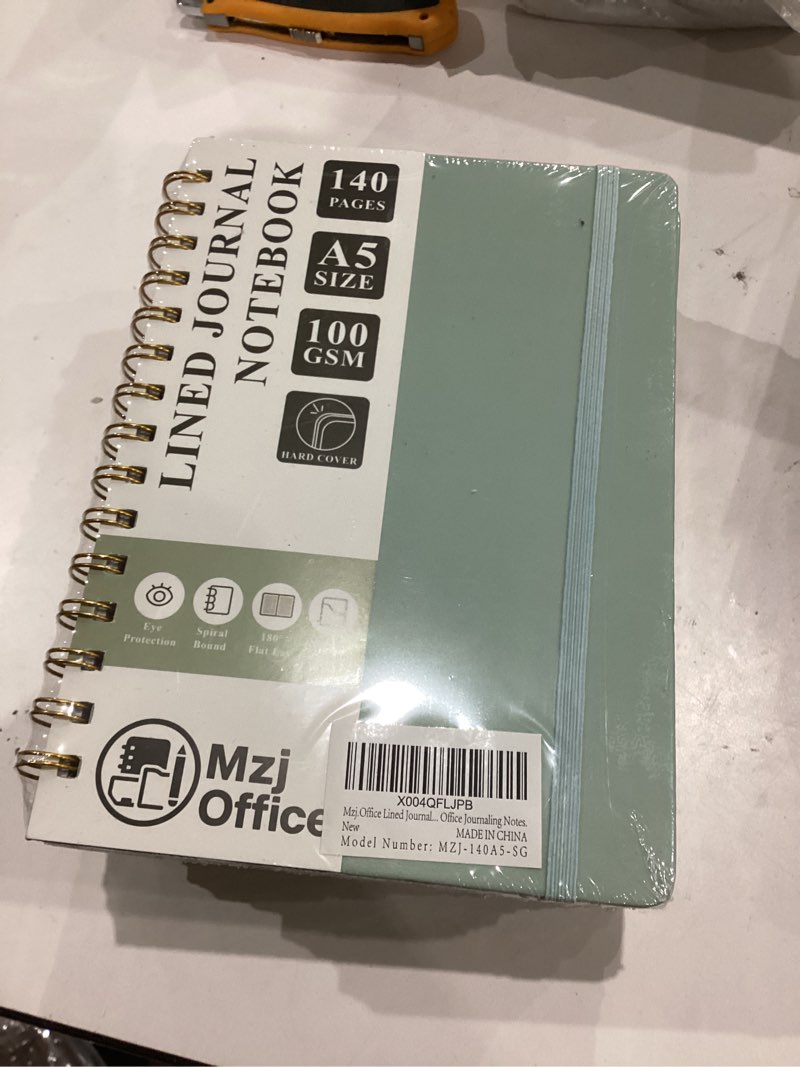 LINED JOURNAL
NOTEBOOK
140
PAGES
A5
SIZE
100
GSM
HARD COVER
Eye
Protection
Spiral
Bound
180°
Flat
Mzj
Office
X004QFLJPB
Mzj.Office Lined Journal... Office Journaling Notes.
New
MADE IN CHINA
Model Number: MZJ-140A5-SG